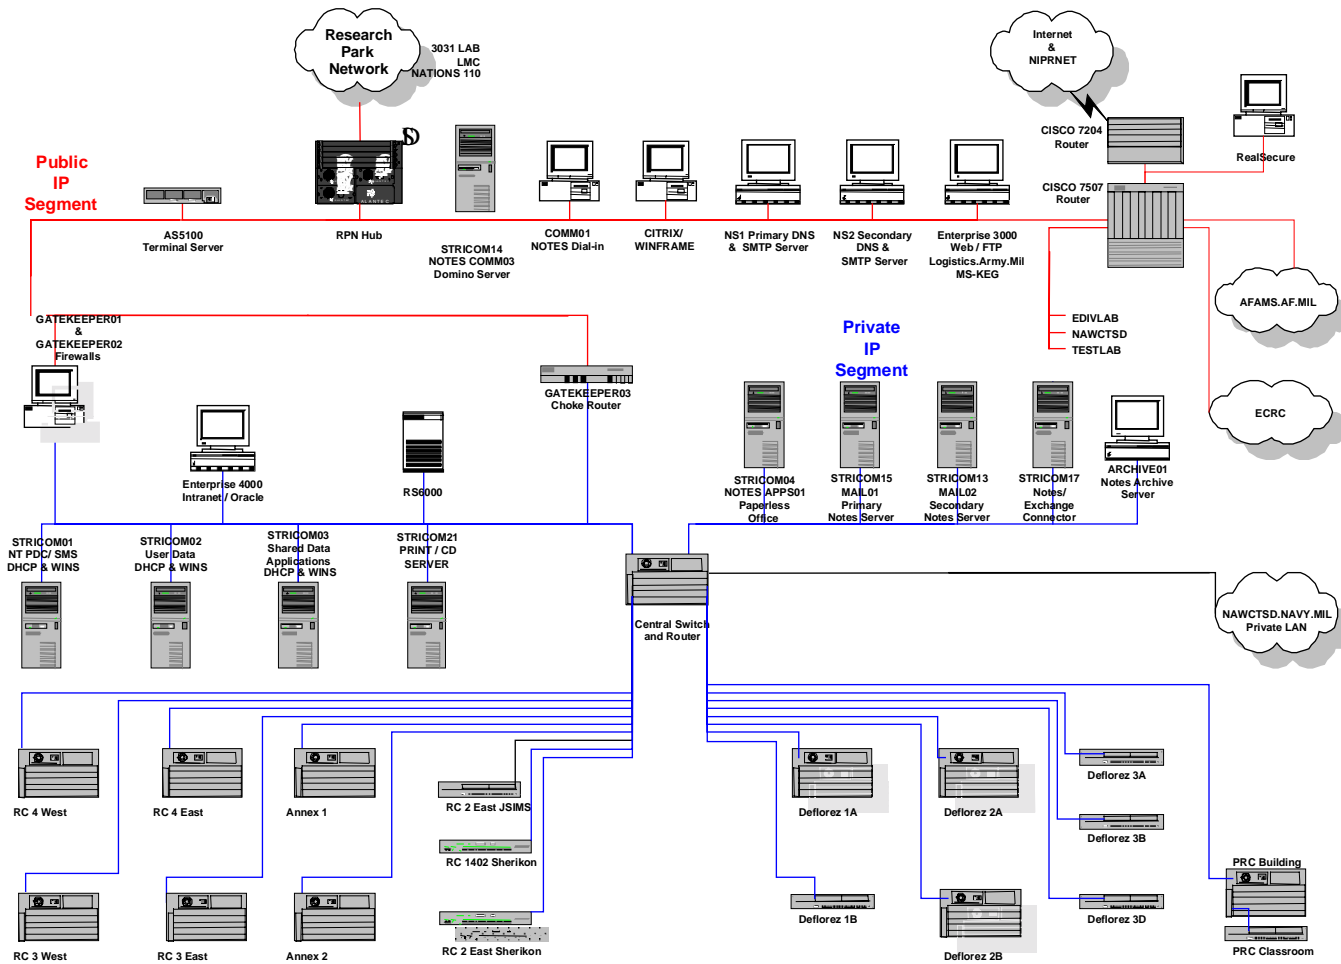 Research
Park
Network
3031 LAB
LMC
NATIONS 110
Internet
&
NIPRNET
CISCO 7204
Router
RealSecure
Public
IP
Segment
ALANTEC
CISCO 7507
Router
AS5100
Terminal Server
RPN Hub
STRICOM14
NOTES COMM03
Domino Server
COMM01
NOTES Dial-in
CITRIX/
WINFRAME
NS1 Primary DNS
& SMTP Server
NS2 Secondary
DNS &
SMTP Server
Enterprise 3000
Web / FTP
Logistics.Army.Mil
MS-KEG
AFAMS.AF.MIL
EDIVLAB
NAWCTSD
TESTLAB
GATEKEEPER01
&
GATEKEEPER02
Firewalls
Private
IP
Segment
GATEKEEPER03
Choke Router
ECRC
Enterprise 4000
Intranet / Oracle
RS6000
STRICOM04
NOTES APPS01
Paperless
Office
STRICOM15
MAIL01
Primary
Notes Server
STRICOM13
MAIL02
Secondary
Notes Server
STRICOM17
Notes/
Exchange
Connector
ARCHIVE01
Notes Archive
Server
STRICOM01
NT PDC/ SMS
DHCP & WINS
STRICOM02
User Data
DHCP & WINS
STRICOM03
Shared Data
Applications
DHCP & WINS
STRICOM21
PRINT / CD
SERVER
Central Switch
and Router
NAWCTSD.NAVY.MIL
Private LAN
RC 4 West
RC 4 East
Annex 1
RC 2 East JSIMS
Deflorez 1A
Deflorez 2A
Deflorez 3A
RC 1402 Sherikon
Deflorez 3B
PRC Building
RC 3 West
RC 3 East
Annex 2
RC 2 East Sherikon
Deflorez 1B
Deflorez 2B
Deflorez 3D
PRC Classroom